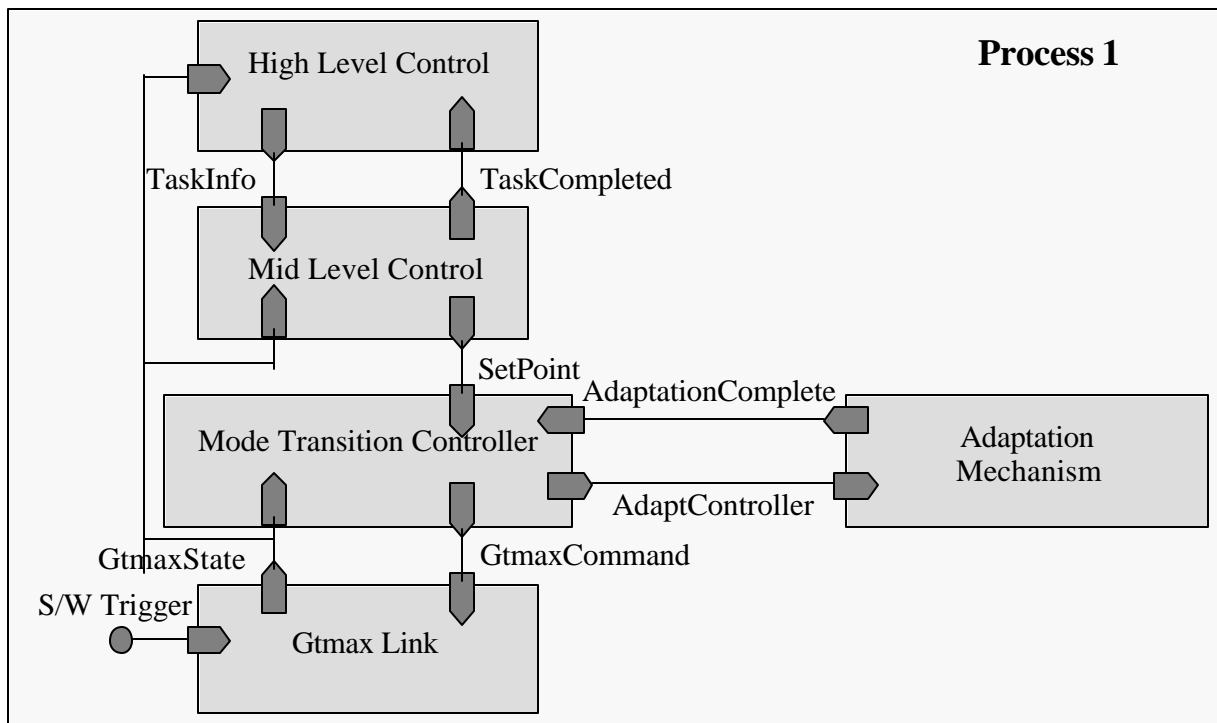 High Level Control
Process 1
TaskInfo
TaskCompleted
Mid Level Control
SetPoint
AdaptationComplete
Mode Transition Controller
Adaptation
Mechanism
AdaptController
GtmaxState
GtmaxCommand
S/W Trigger
Gtmax Link